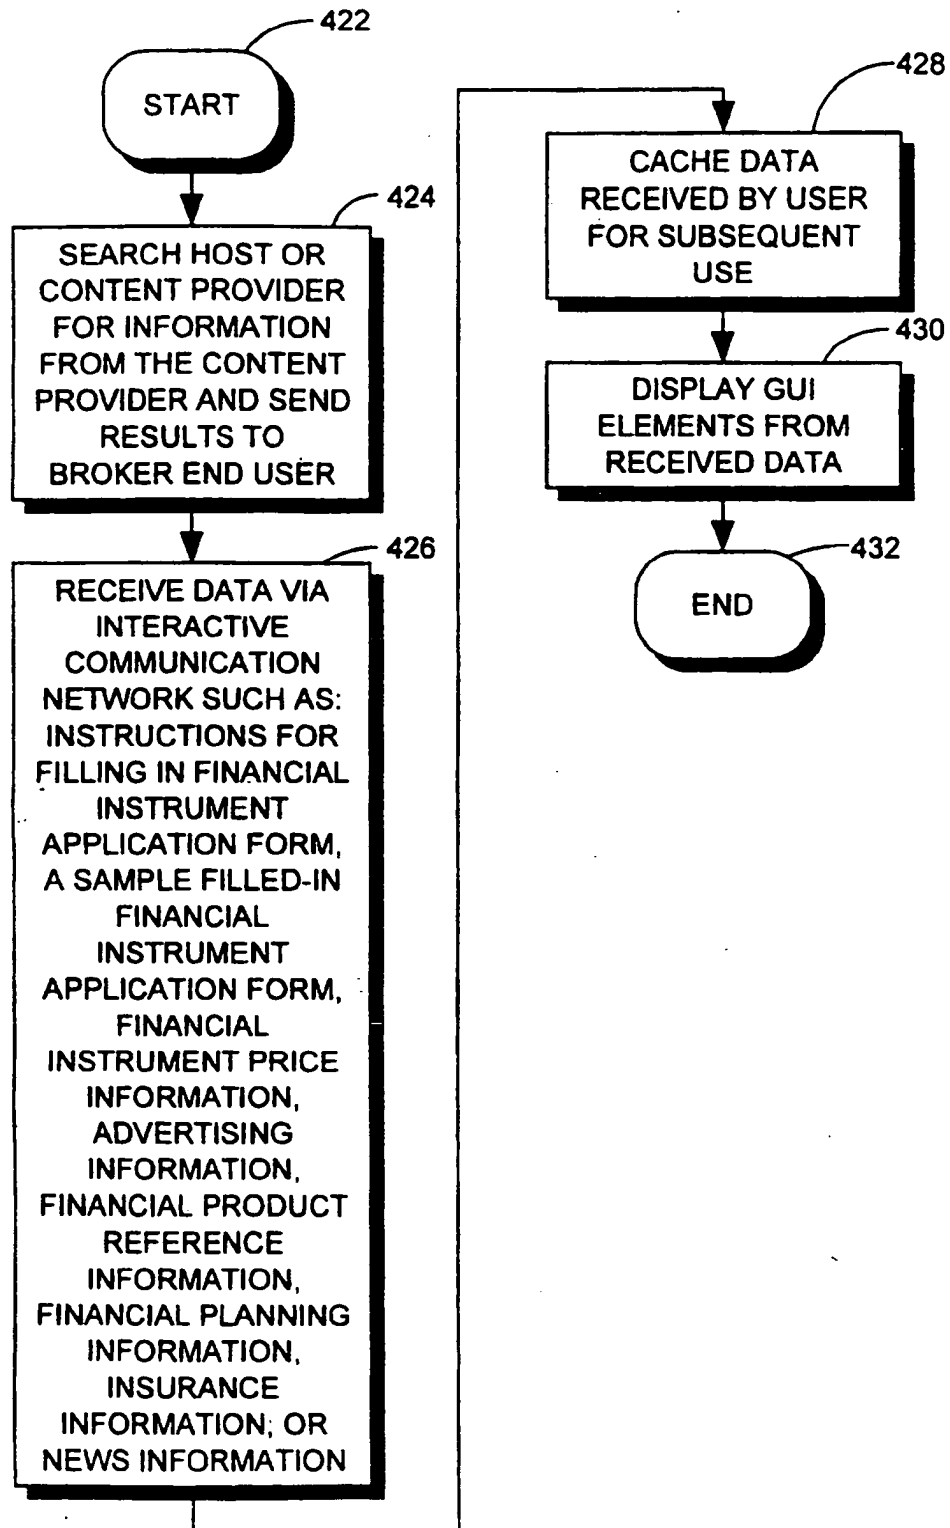 422
START
424
SEARCH HOST OR
CONTENT PROVIDER
FOR INFORMATION
FROM THE CONTENT
PROVIDER AND SEND
RESULTS TO
BROKER END USER
426
RECEIVE DATA VIA
INTERACTIVE
COMMUNICATION
NETWORK SUCH AS:
INSTRUCTIONS FOR
FILLING IN FINANCIAL
INSTRUMENT
APPLICATION FORM,
A SAMPLE FILLED-IN
FINANCIAL
INSTRUMENT
APPLICATION FORM,
FINANCIAL
INSTRUMENT PRICE
INFORMATION,
ADVERTISING
INFORMATION,
FINANCIAL PRODUCT
REFERENCE
INFORMATION,
FINANCIAL PLANNING
INFORMATION,
INSURANCE
INFORMATION, OR
NEWS INFORMATION
428
CACHE DATA
RECEIVED BY USER
FOR SUBSEQUENT
USE
430
DISPLAY GUI
ELEMENTS FROM
RECEIVED DATA
432
END